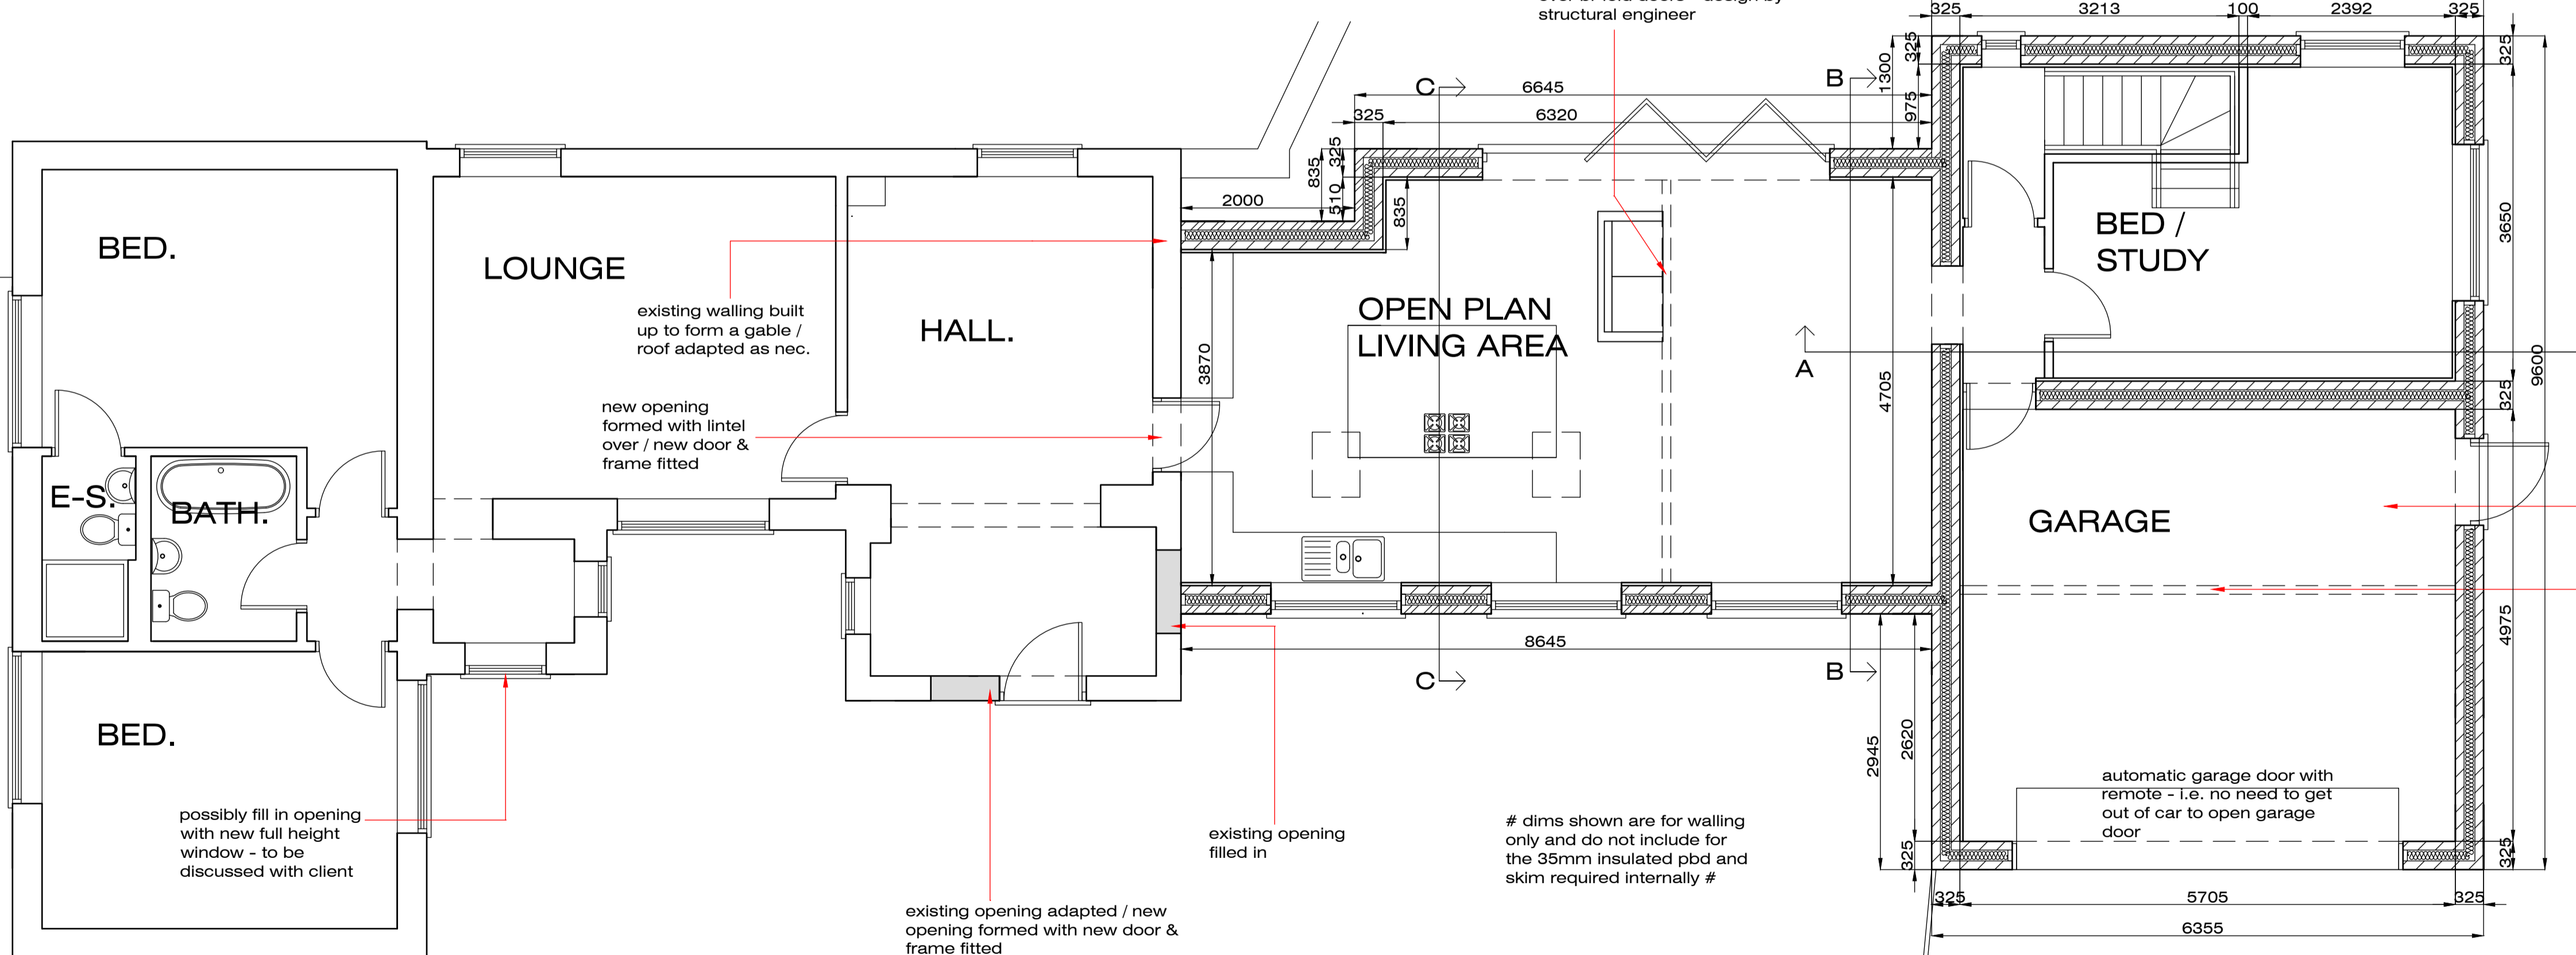 structural engineer
325
3213
100
2392
325
C
B
6645
325
6320
1300
325
975
325
835
325
510
835
2000
BED.
LOUNGE
HALL.
existing walling built
up to form a gable /
roof adapted as nec.
OPEN PLAN
LIVING AREA
BED /
STUDY
3650
3870
4705
A
9600
new opening
formed with lintel
over / new door &
frame fitted
325
E-S.
BATH.
GARAGE
4975
8645
C
B
BED.
2945
2620
325
325
possibly fill in opening
with new full height
window - to be
discussed with client
existing opening
filled in
# dims shown are for walling
only and do not include for
the 35mm insulated pbd and
skim required internally #
automatic garage door with
remote - i.e. no need to get
out of car to open garage
door
existing opening adapted / new
opening formed with new door &
frame fitted
325
5705
325
6355